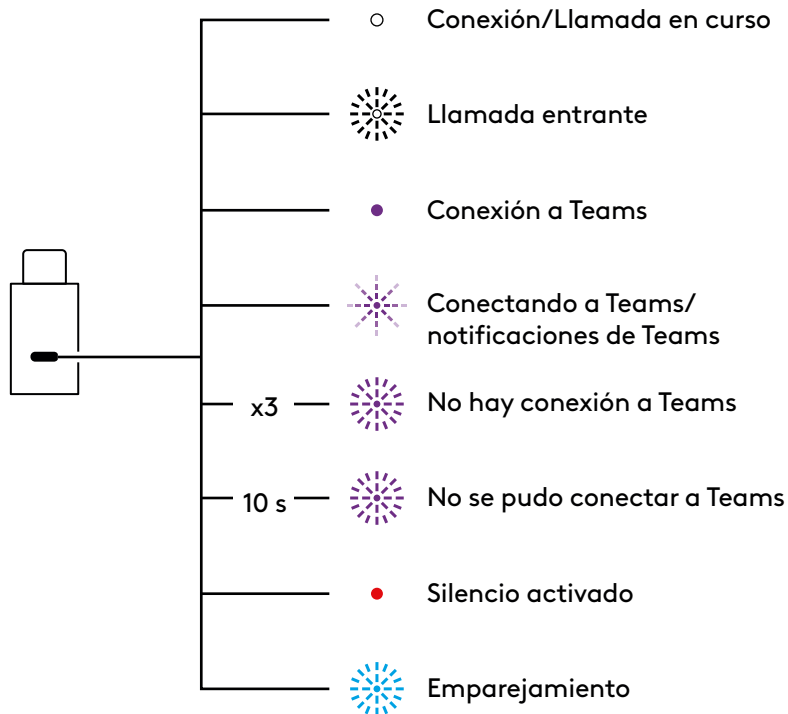 Conexión/Llamada en curso
Llamada entrante
Conexión a Teams
Conectando a Teams/
notificaciones de Teams
x3 No hay conexión a Teams
10 s No se pudo conectar a Teams
Silencio activado
Emparejamiento